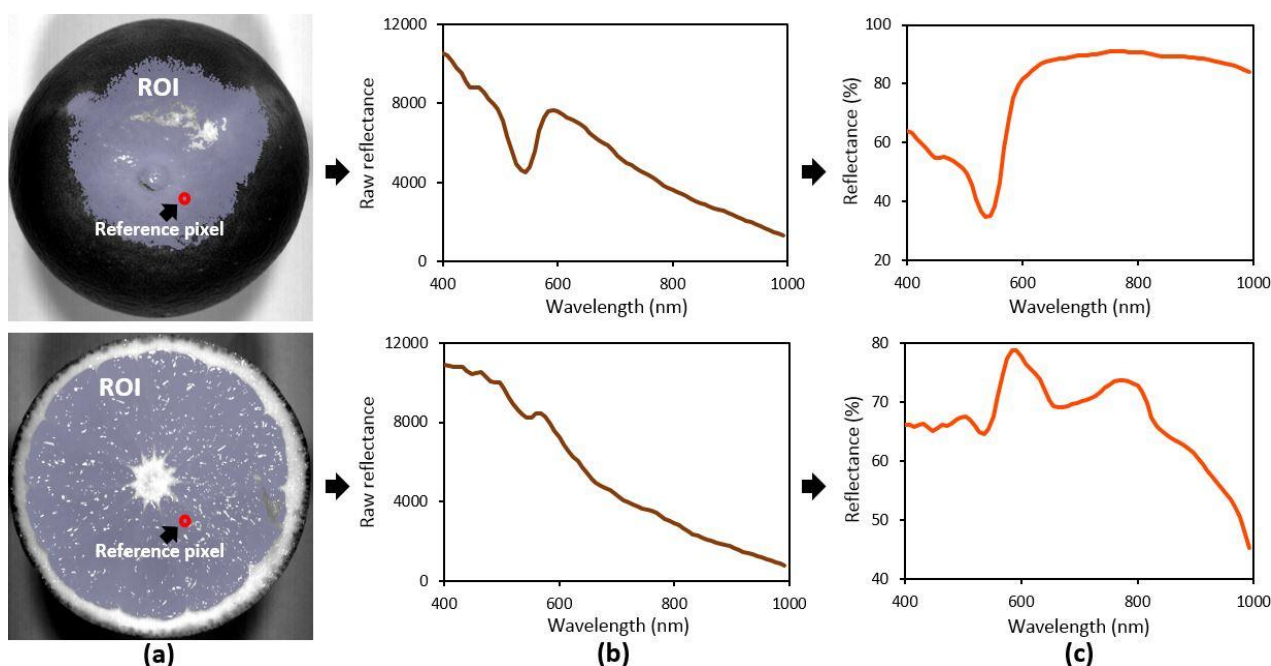 ROI
Reference pixel
12000
8000
4000
0
400
600
800
1000
Raw reflectance
Wavelength (nm)
100
80
60
40
20
400
600
800
1000
Reflectance (%)
Wavelength (nm)
ROI
Reference pixel
12000
8000
4000
0
400
600
800
1000
Raw reflectance
Wavelength (nm)
80
70
60
50
40
400
600
800
1000
Reflectance (%)
Wavelength (nm)
(a)
(b)
(c)